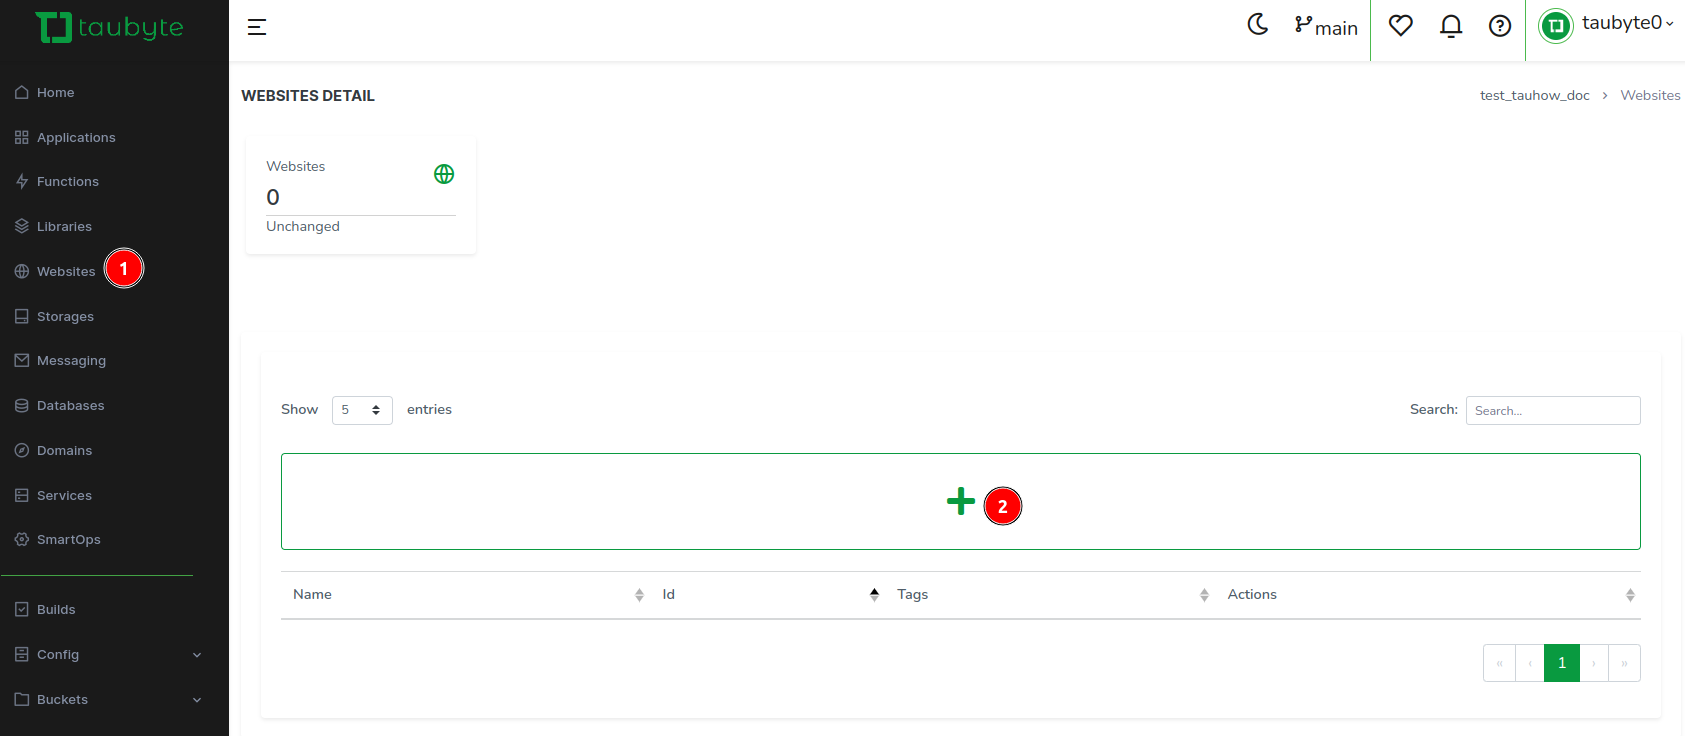 taubyte
main
taubyte0
Home
Applications
Functions
Libraries
Websites 1
Storages
Messaging
Databases
Domains
Services
SmartOps
Builds
Config
Buckets
WEBSITES DETAIL
test_tauhow_doc > Websites
Websites
0
Unchanged
Show 5 entries
Search: Search...
2
Name Id Tags Actions
« ‹ 1 › »